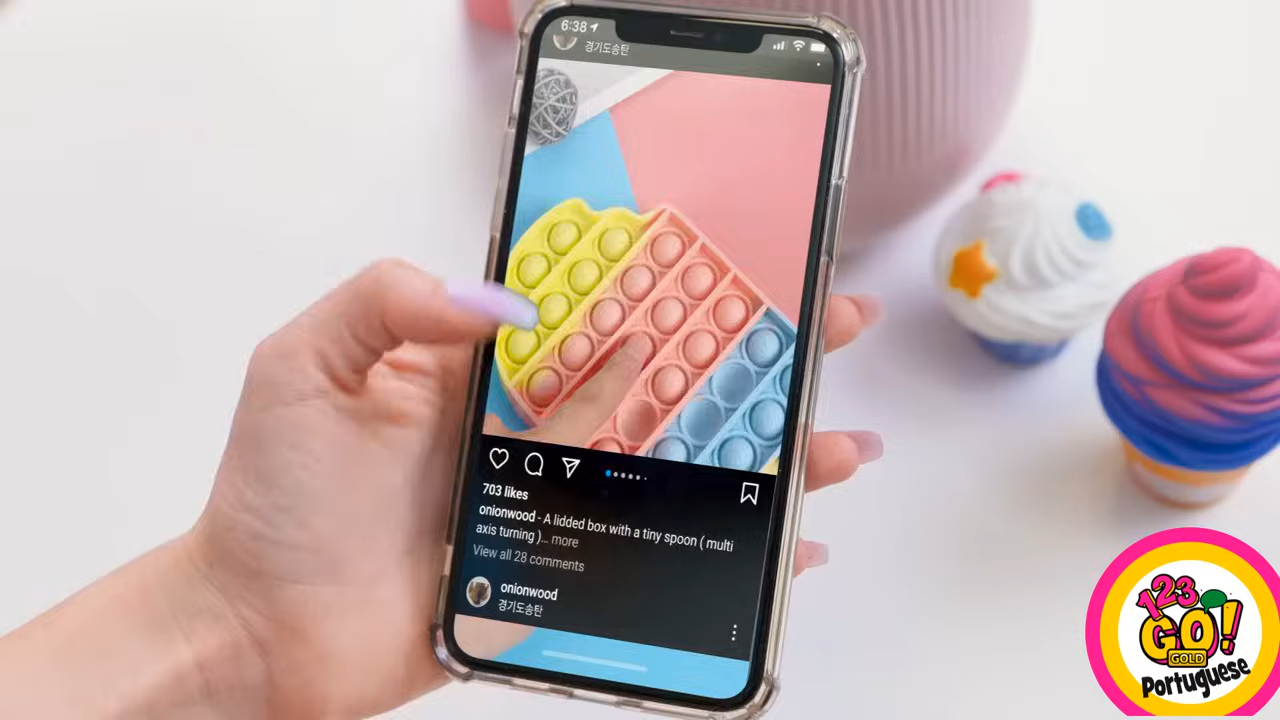 6:38
경기도송탄
703 likes
onionwood - A lidded box with a tiny spoon ( multi
axis turning )... more
View all 28 comments
onionwood
경기도송탄
123
GO!
GOLD
Portuguese